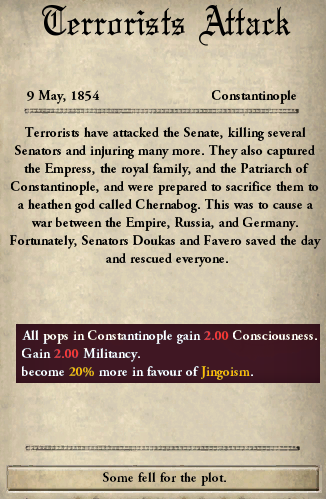 Terrorists Attack
9 May, 1854 Constantinople
Terrorists have attacked the Senate, killing several
Senators and injuring many more. They also captured
the Empress, the royal family, and the Patriarch of
Constantinople, and were prepared to sacrifice them to
a heathen god called Chernabog. This was to cause a
war between the Empire, Russia, and Germany.
Fortunately, Senators Doukas and Favero saved the day
and rescued everyone.
All pops in Constantinople gain 2.00 Consciousness.
Gain 2.00 Militancy.
become 20% more in favour of Jingoism.
Some fell for the plot.